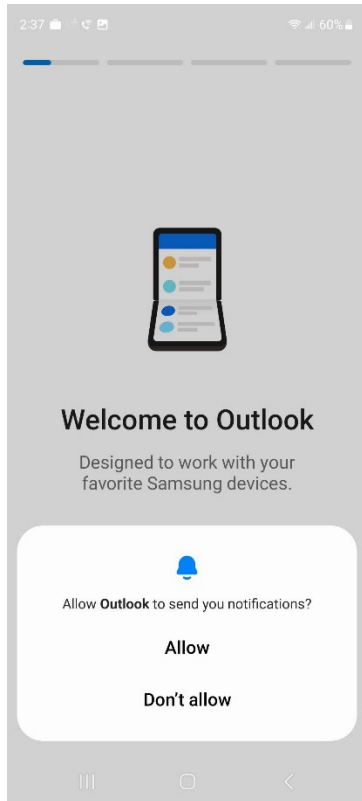 2:37
60%
Welcome to Outlook
Designed to work with your
favorite Samsung devices.
Allow Outlook to send you notifications?
Allow
Don't allow